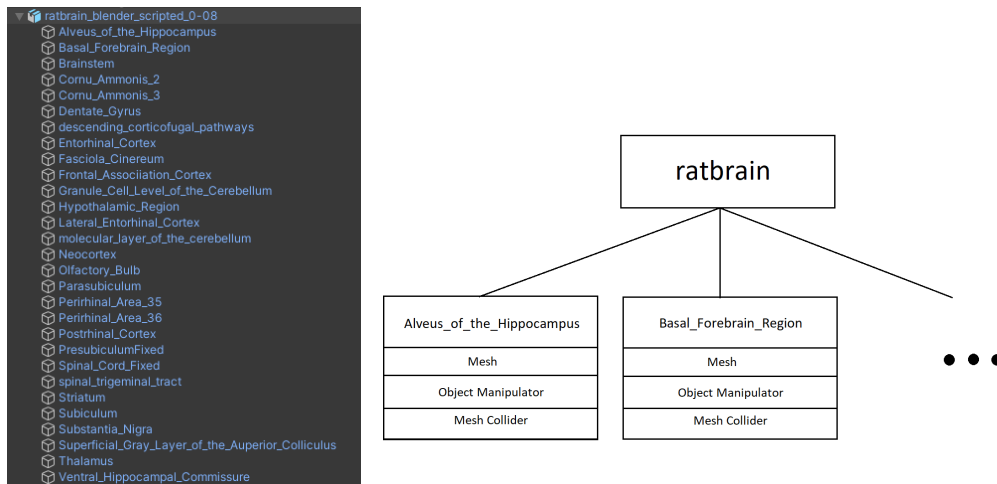 ratbrain_blender_scripted_0-08
Alveus_of_the_Hippocampus
Basal_Forebrain_Region
Brainstem
Cornu_Ammonis_2
Cornu_Ammonis_3
Dentate_Gyrus
descending_corticofugal_pathways
Entorhinal_Cortex
Fasciola_Cinereum
Frontal_Associiation_Cortex
Granule_Cell_Level_of_the_Cerebellum
Hypothalamic_Region
Lateral_Entorhinal_Cortex
molecular_layer_of_the_cerebellum
Neocortex
Olfactory_Bulb
Parasubiculum
Perirhinal_Area_35
Perirhinal_Area_36
Postrhinal_Cortex
PresubiculumFixed
Spinal_Cord_Fixed
spinal_trigeminal_tract
Striatum
Subiculum
Substantia_Nigra
Superficial_Gray_Layer_of_the_Auperior_Colliculus
Thalamus
Ventral_Hippocampal_Commissure
ratbrain
Alveus_of_the_Hippocampus
Mesh
Object Manipulator
Mesh Collider
Basal_Forebrain_Region
Mesh
Object Manipulator
Mesh Collider